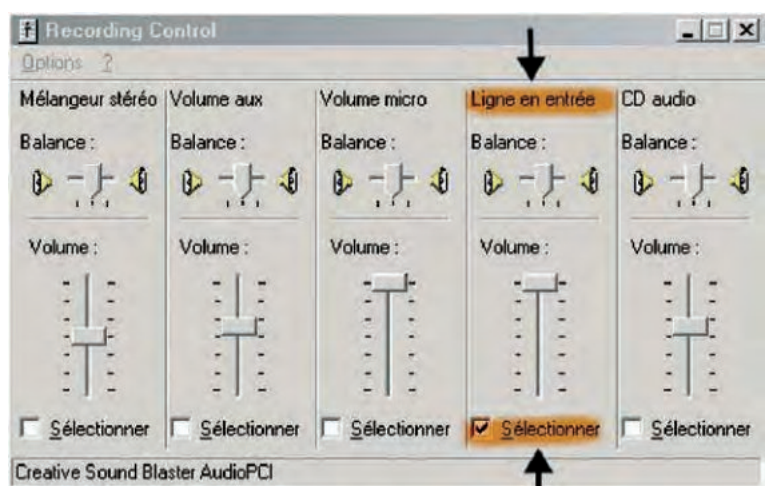 Recording Control
Options ?
Mélangeur stéréo Volume aux Volume micro Ligne en entrée CD audio
Balance : Balance : Balance : Balance : Balance :
Volume : Volume : Volume : Volume : Volume :
Sélectionner Sélectionner Sélectionner Sélectionner Sélectionner
Creative Sound Blaster AudioPCI